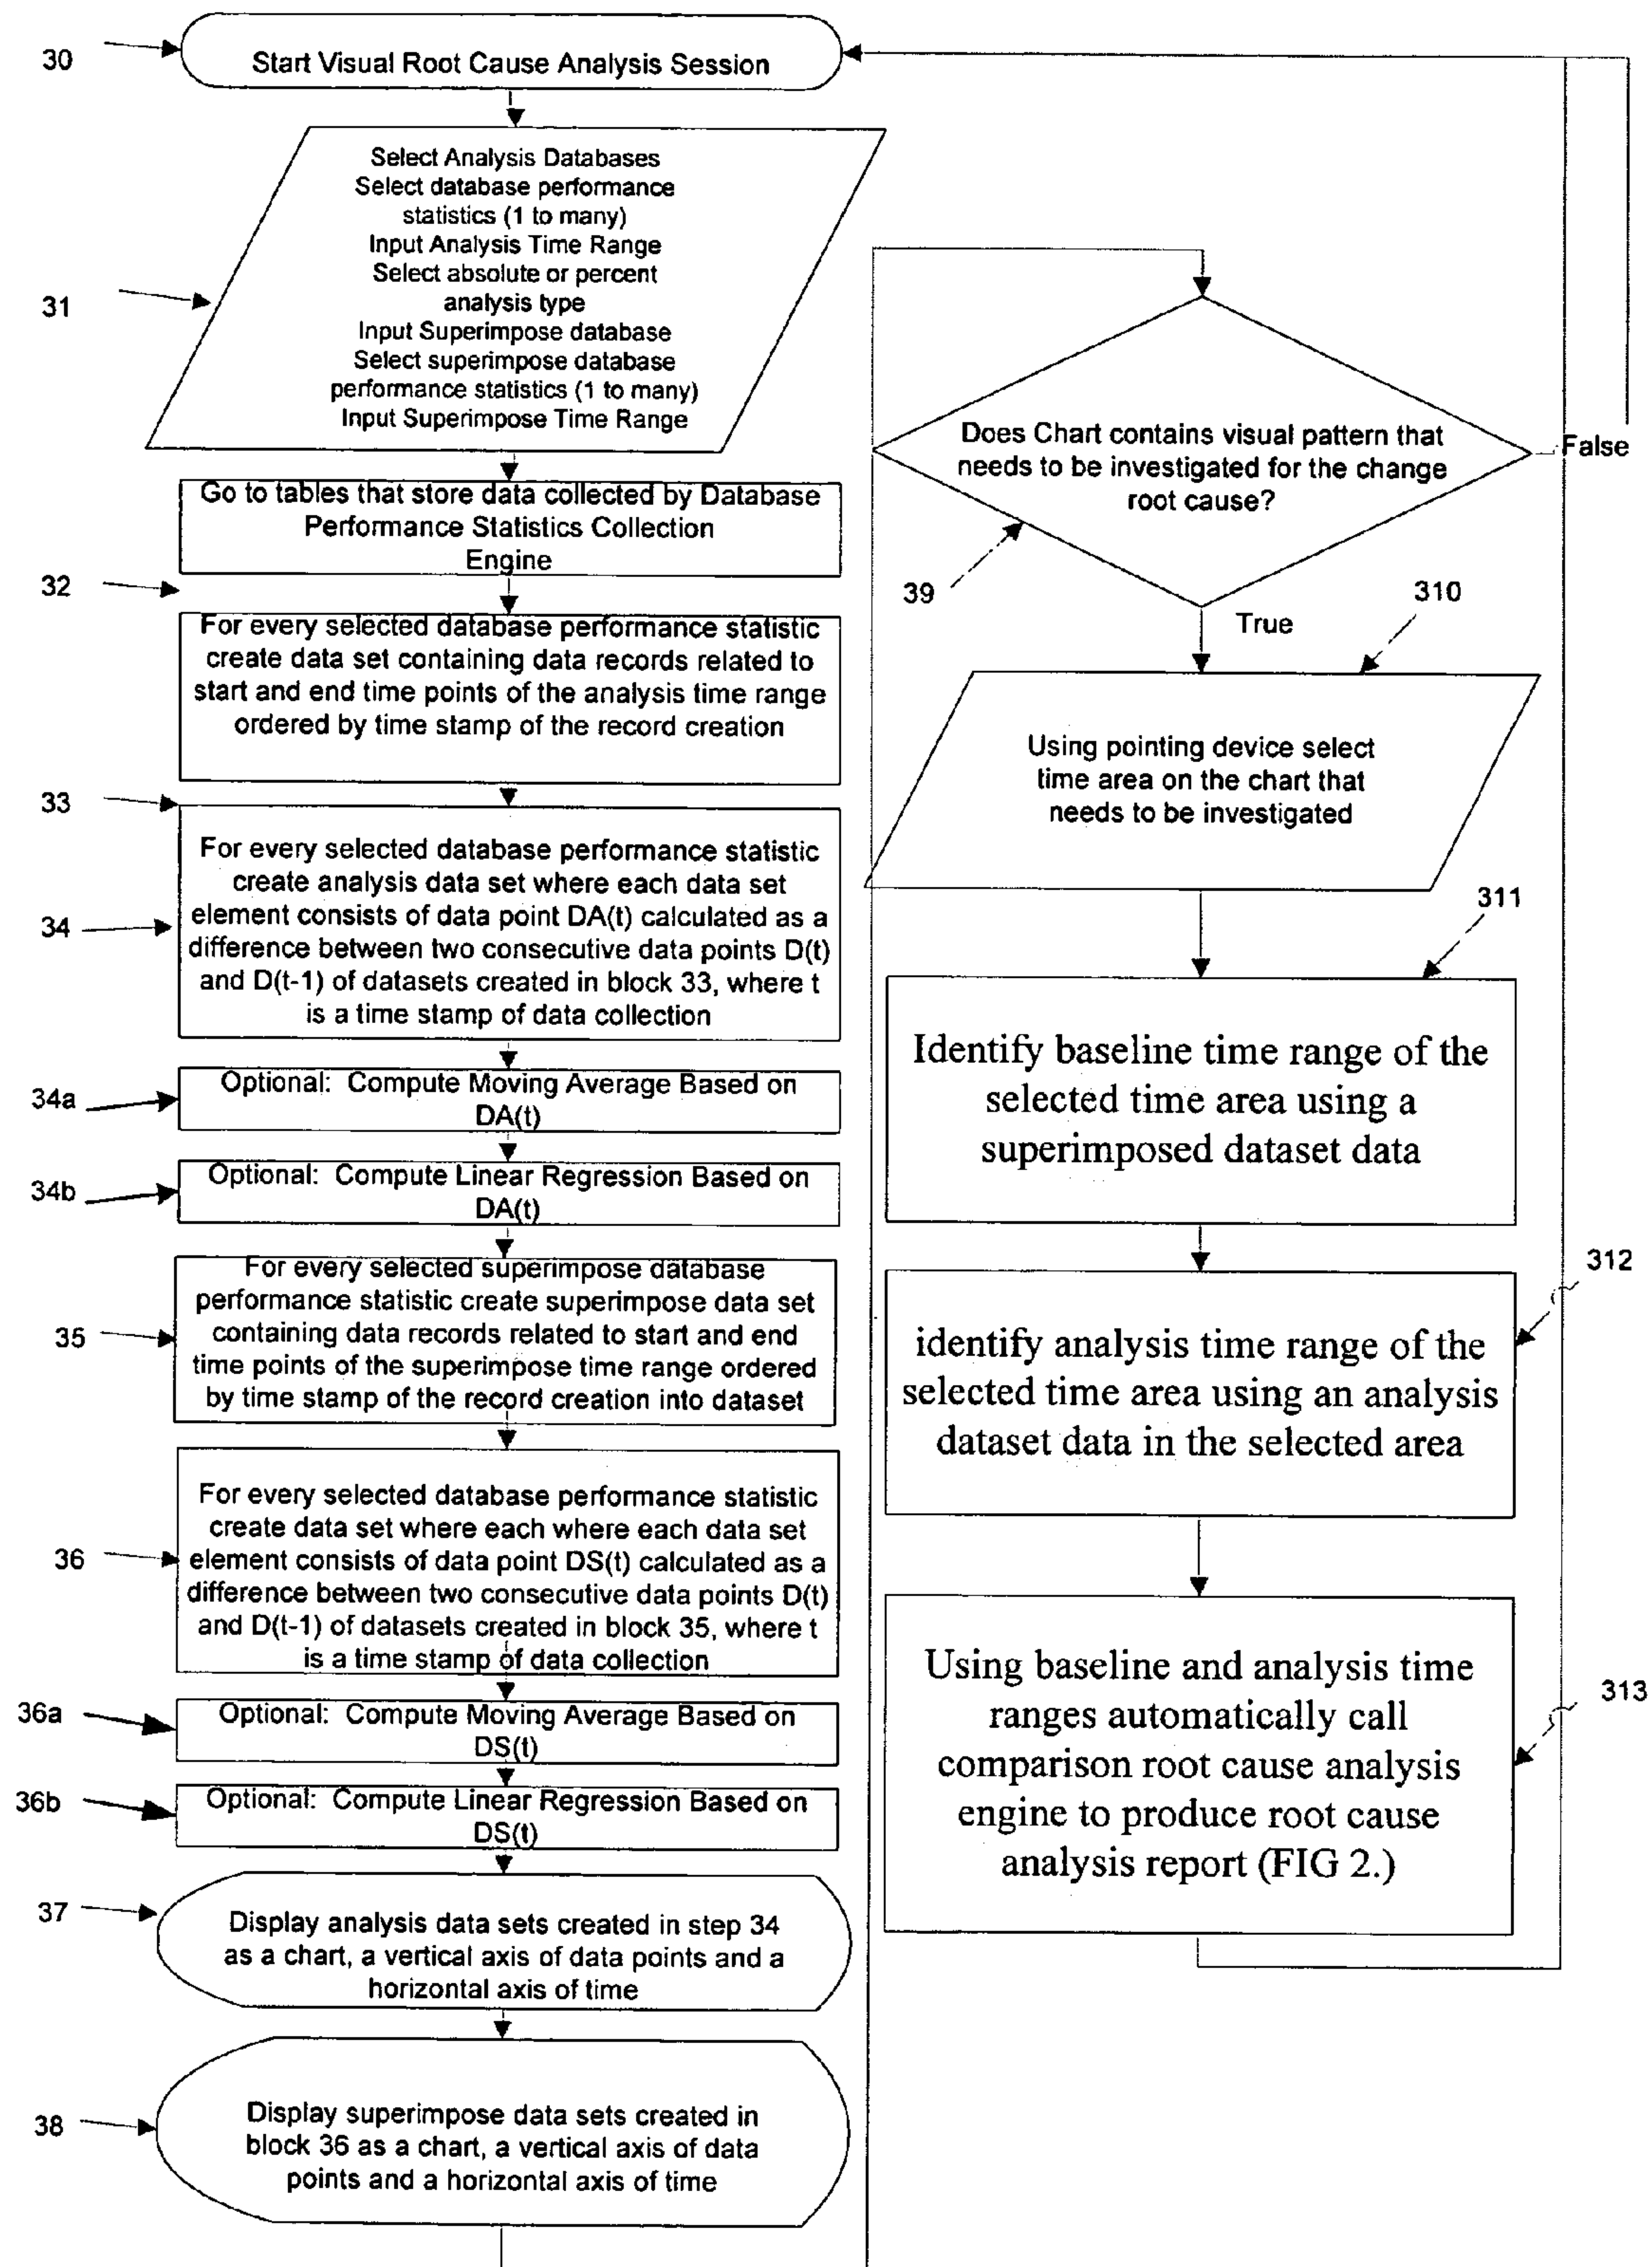 30
Start Visual Root Cause Analysis Session
31
Select Analysis Databases
Select database performance
statistics (1 to many)
Input Analysis Time Range
Select absolute or percent
analysis type
Input Superimpose database
Select superimpose database
performance statistics (1 to many)
Input Superimpose Time Range
Go to tables that store data collected by Database
Performance Statistics Collection
Engine
32
For every selected database performance statistic
create data set containing data records related to
start and end time points of the analysis time range
ordered by time stamp of the record creation
33
For every selected database performance statistic
create analysis data set where each data set
element consists of data point DA(t) calculated as a
difference between two consecutive data points D(t)
and D(t-1) of datasets created in block 33, where t
is a time stamp of data collection
34
34a
Optional: Compute Moving Average Based on
DA(t)
34b
Optional: Compute Linear Regression Based on
DA(t)
35
For every selected superimpose database
performance statistic create superimpose data set
containing data records related to start and end
time points of the superimpose time range ordered
by time stamp of the record creation into dataset
36
For every selected database performance statistic
create data set where each where each data set
element consists of data point DS(t) calculated as a
difference between two consecutive data points D(t)
and D(t-1) of datasets created in block 35, where t
is a time stamp of data collection
36a
Optional: Compute Moving Average Based on
DS(t)
36b
Optional: Compute Linear Regression Based on
DS(t)
37
Display analysis data sets created in step 34
as a chart, a vertical axis of data points and a
horizontal axis of time
38
Display superimpose data sets created in
block 36 as a chart, a vertical axis of data
points and a horizontal axis of time
Does Chart contains visual pattern that
needs to be investigated for the change
root cause?
False
39
True
310
Using pointing device select
time area on the chart that
needs to be investigated
311
Identify baseline time range of the
selected time area using a
superimposed dataset data
312
identify analysis time range of the
selected time area using an analysis
dataset data in the selected area
313
Using baseline and analysis time
ranges automatically call
comparison root cause analysis
engine to produce root cause
analysis report (FIG 2.)